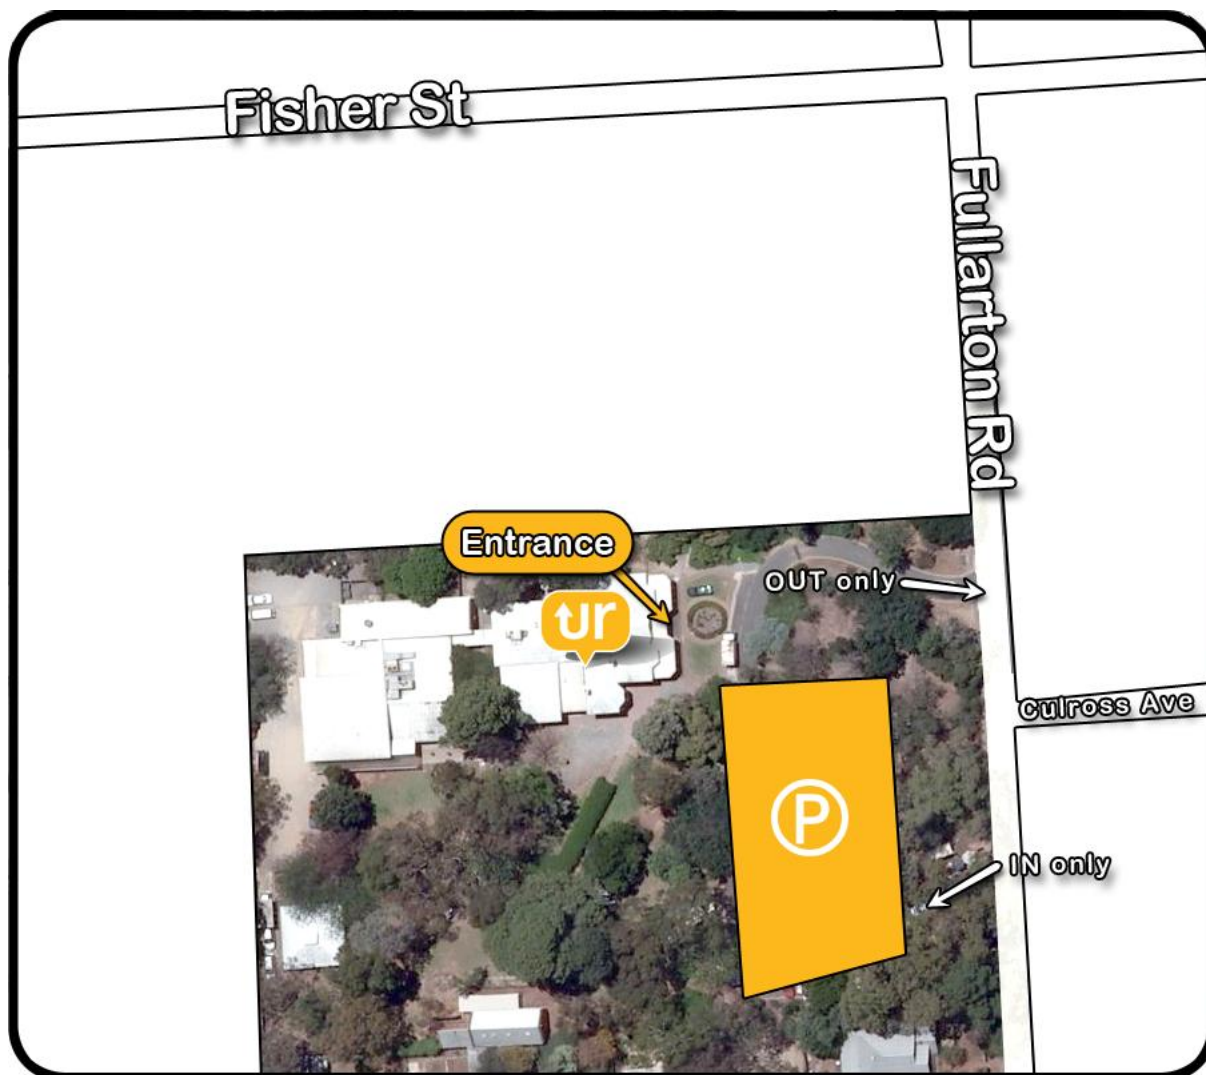 Fisher St
Fullarton Rd
Entrance
ur
OUT only
Culross Ave
P
IN only